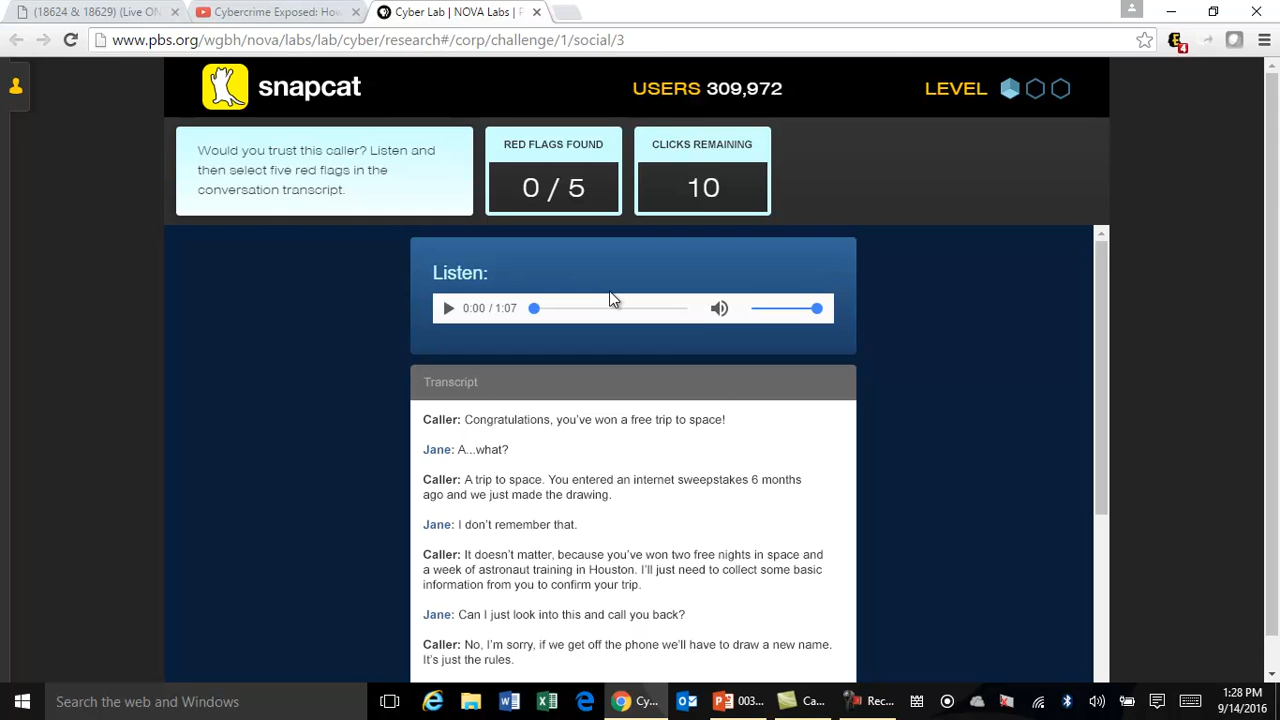 (18624 & 18629) (Live ON
Cybercrime Exposed: How
Cyber Lab | NOVA Labs | P
www.pbs.org/wgbh/nova/labs/lab/cyber/research#/corp/challenge/1/social/3
4
snapcat
USERS 309,972
LEVEL
Would you trust this caller? Listen and
then select five red flags in the
conversation transcript.
RED FLAGS FOUND
0 / 5
CLICKS REMAINING
10
Listen:
0:00 / 1:07
Transcript
Caller: Congratulations, you've won a free trip to space!
Jane: A...what?
Caller: A trip to space. You entered an internet sweepstakes 6 months
ago and we just made the drawing.
Jane: I don't remember that.
Caller: It doesn't matter, because you've won two free nights in space and
a week of astronaut training in Houston. I'll just need to collect some basic
information from you to confirm your trip.
Jane: Can I just look into this and call you back?
Caller: No, I'm sorry, if we get off the phone we'll have to draw a new name.
It's just the rules.
Search the web and Windows
Cy...
003...
Ca...
Rec...
1:28 PM
9/14/2016